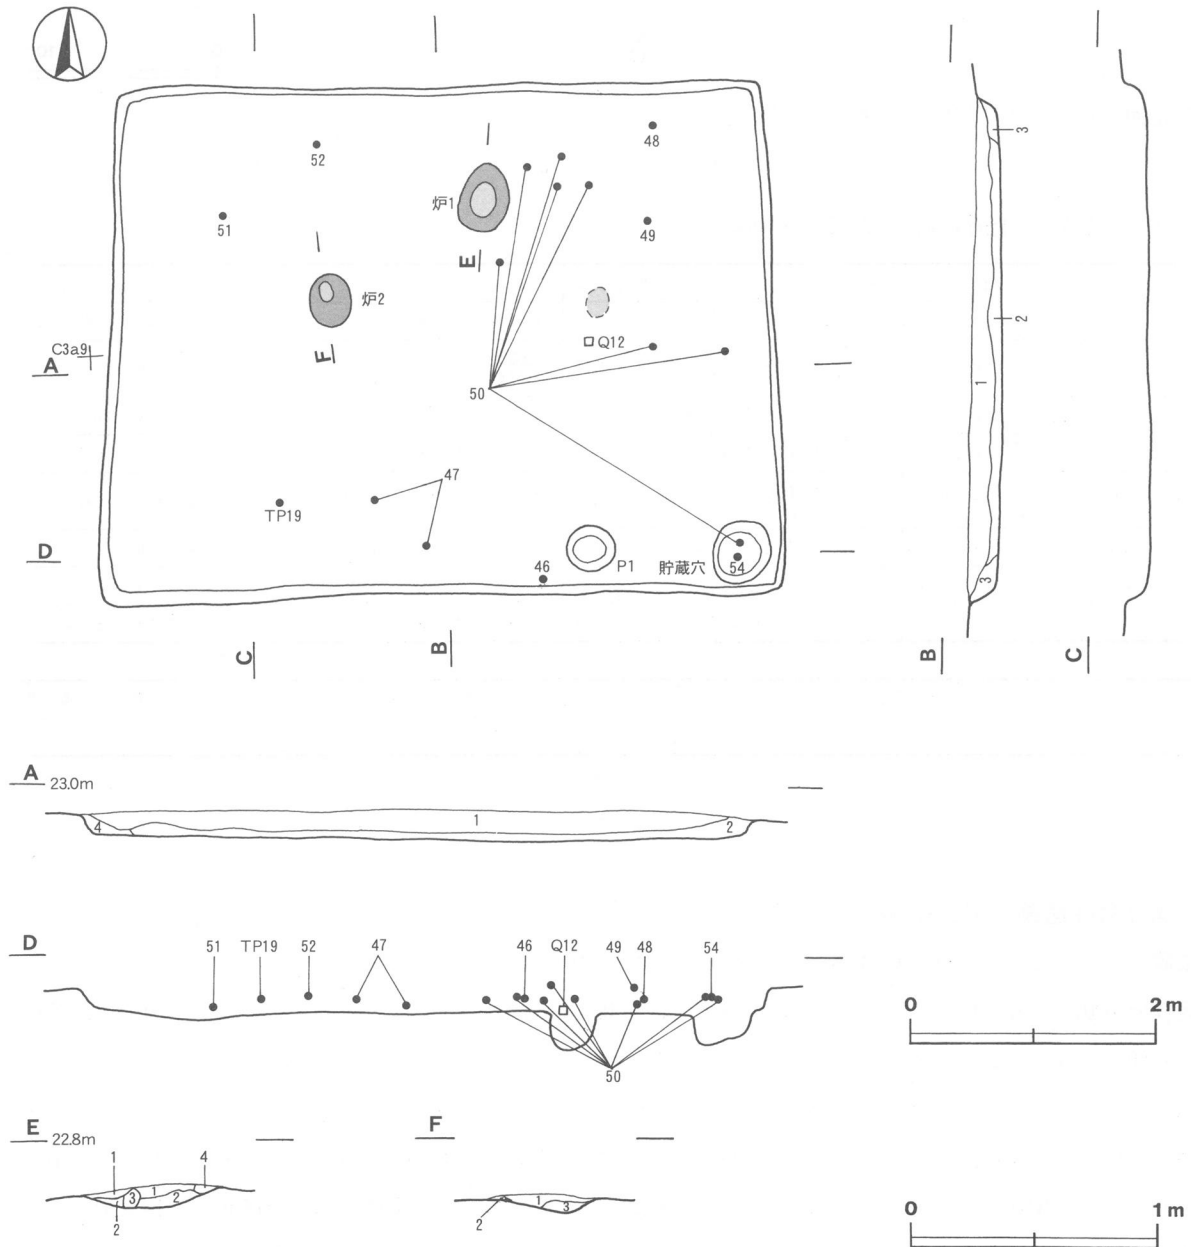 52
48
炉1
51
49
E
炉2
F
C3a9
A
Q12
50
47
TP19
D
46
P1
貯蔵穴
54
C
B
3
2
1
3
B
C
A 23.0m
1
4
2
D
51 TP19 52 47 46 Q12 49 48 54
50
0 2m
E 22.8m
F
1 4
3 1 2
2
1 3
2
0 1m